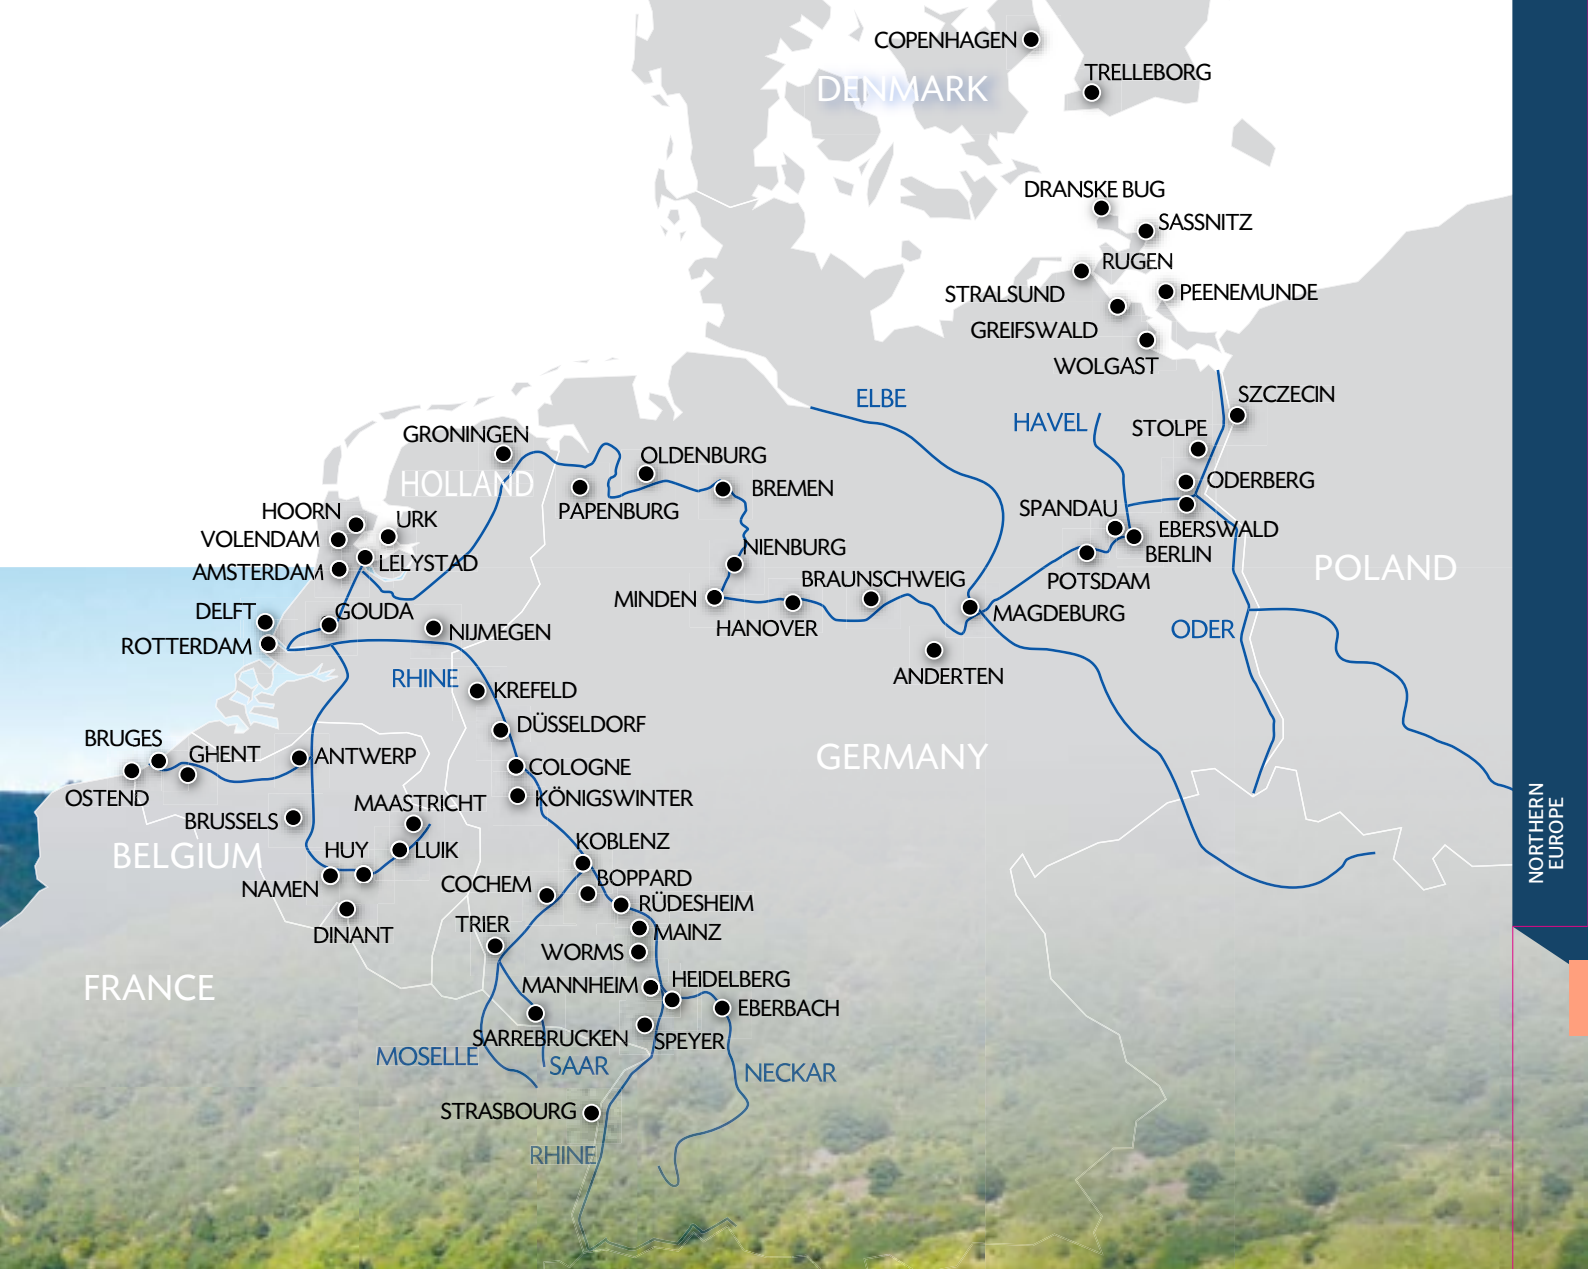 COPENHAGEN
TRELLEBORG
DENMARK
DRANSKE BUG
SASSNITZ
RUGEN
STRALSUND
PEENEMUNDE
GREIFSWALD
WOLGAST
ELBE
SZCZECIN
HAVEL
STOLPE
GRONINGEN
OLDENBURG
HOLLAND
ODERBERG
BREMEN
PAPENBURG
HOORN
URK
SPANDAU
VOLENDAM
EBERSWALD
NIENBURG
BERLIN
AMSTERDAM
LELYSTAD
POLAND
BRAUNSCHWEIG
POTSDAM
MINDEN
DELFT
GOUDA
MAGDEBURG
HANOVER
ODER
NIJMEGEN
ROTTERDAM
ANDERTEN
RHINE
KREFELD
DÜSSELDORF
BRUGES
GHENT
ANTWERP
GERMANY
COLOGNE
OSTEND
KÖNIGSWINTER
MAASTRICHT
BRUSSELS
NORTHERN
EUROPE
KOBLENZ
BELGIUM
HUY
LUIK
BOPPARD
COCHEM
NAMEN
RÜDESHEIM
TRIER
MAINZ
DINANT
WORMS
HEIDELBERG
MANNHEIM
FRANCE
EBERBACH
SARREBRUCKEN
SPEYER
MOSELLE
SAAR
NECKAR
STRASBOURG
RHINE